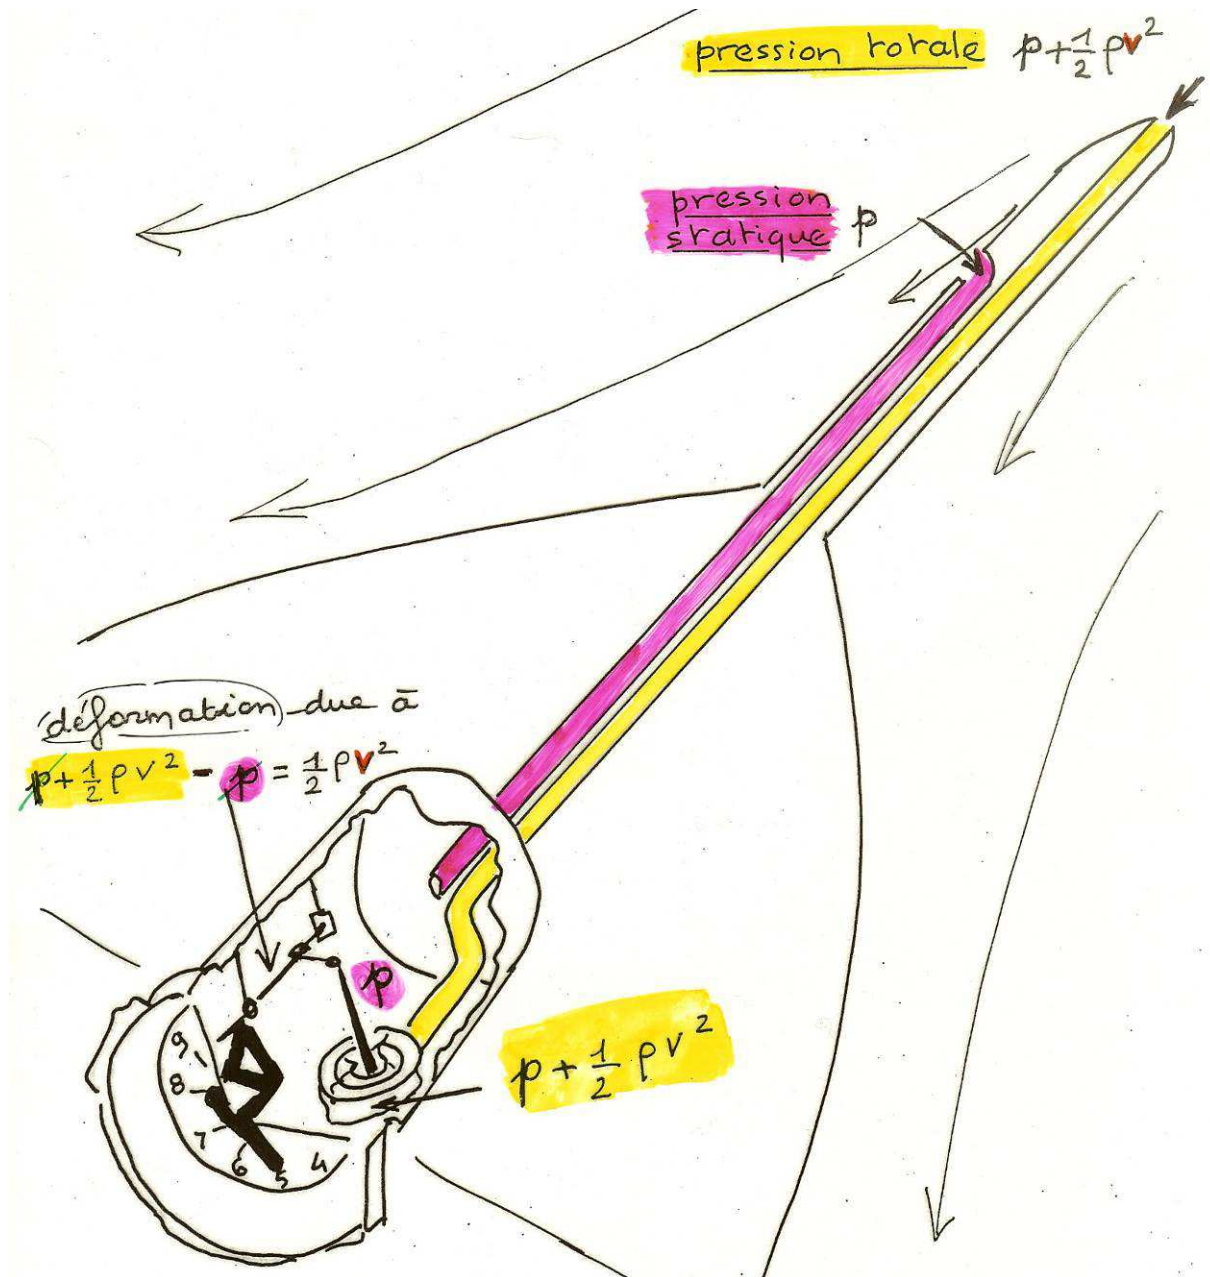 pression totale p+½ρv²
pression
statique p
déformation due à
p+½ρv² - p = ½ρv²
p
p+½ρv²
9
8
7
6
5
4